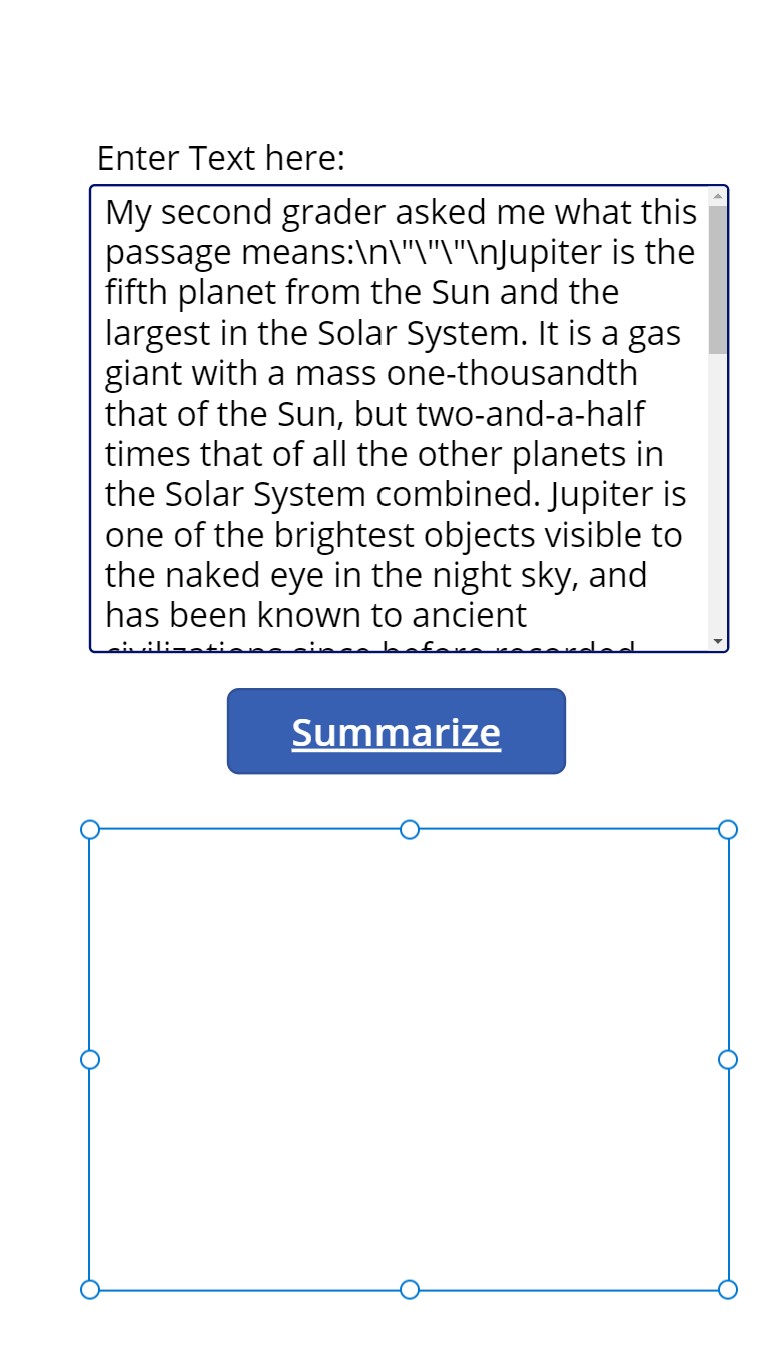 Enter Text here:
My second grader asked me what this
passage means:\n\"\"\"\nJupiter is the
fifth planet from the Sun and the
largest in the Solar System. It is a gas
giant with a mass one-thousandth
that of the Sun, but two-and-a-half
times that of all the other planets in
the Solar System combined. Jupiter is
one of the brightest objects visible to
the naked eye in the night sky, and
has been known to ancient
civilizations since before recorded
Summarize